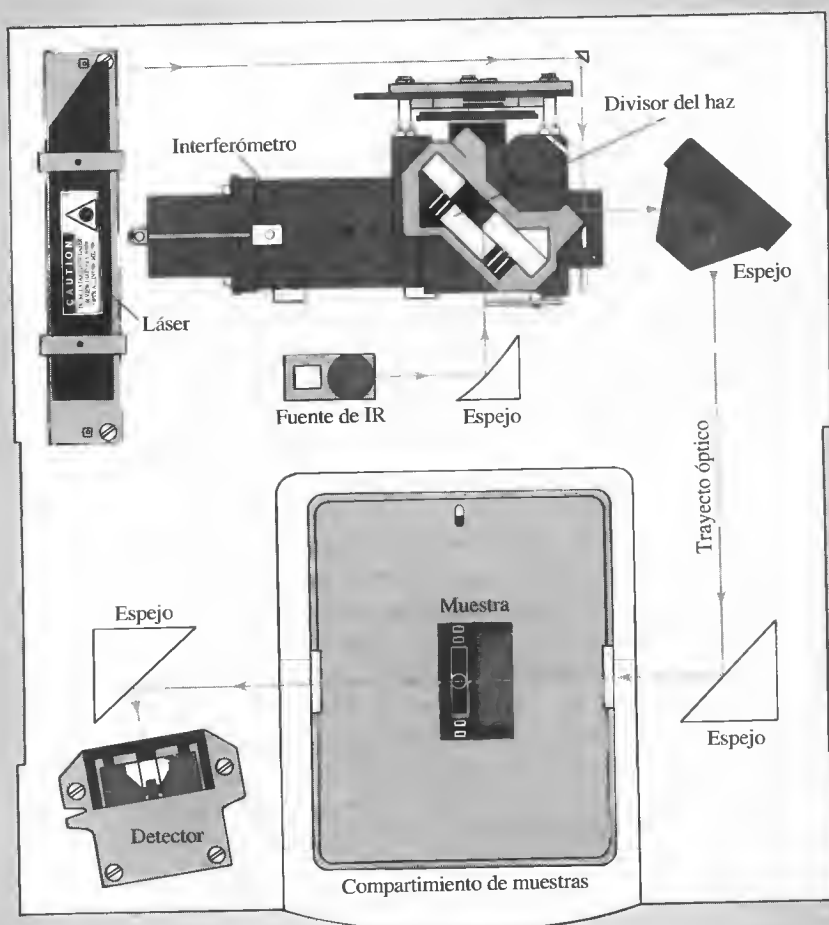 Divisor del haz
Interferómetro
CAUTION
Espejo
Láser
Fuente de IR
Espejo
Trayecto óptico
Espejo
Muestra
Espejo
Detector
Compartimiento de muestras